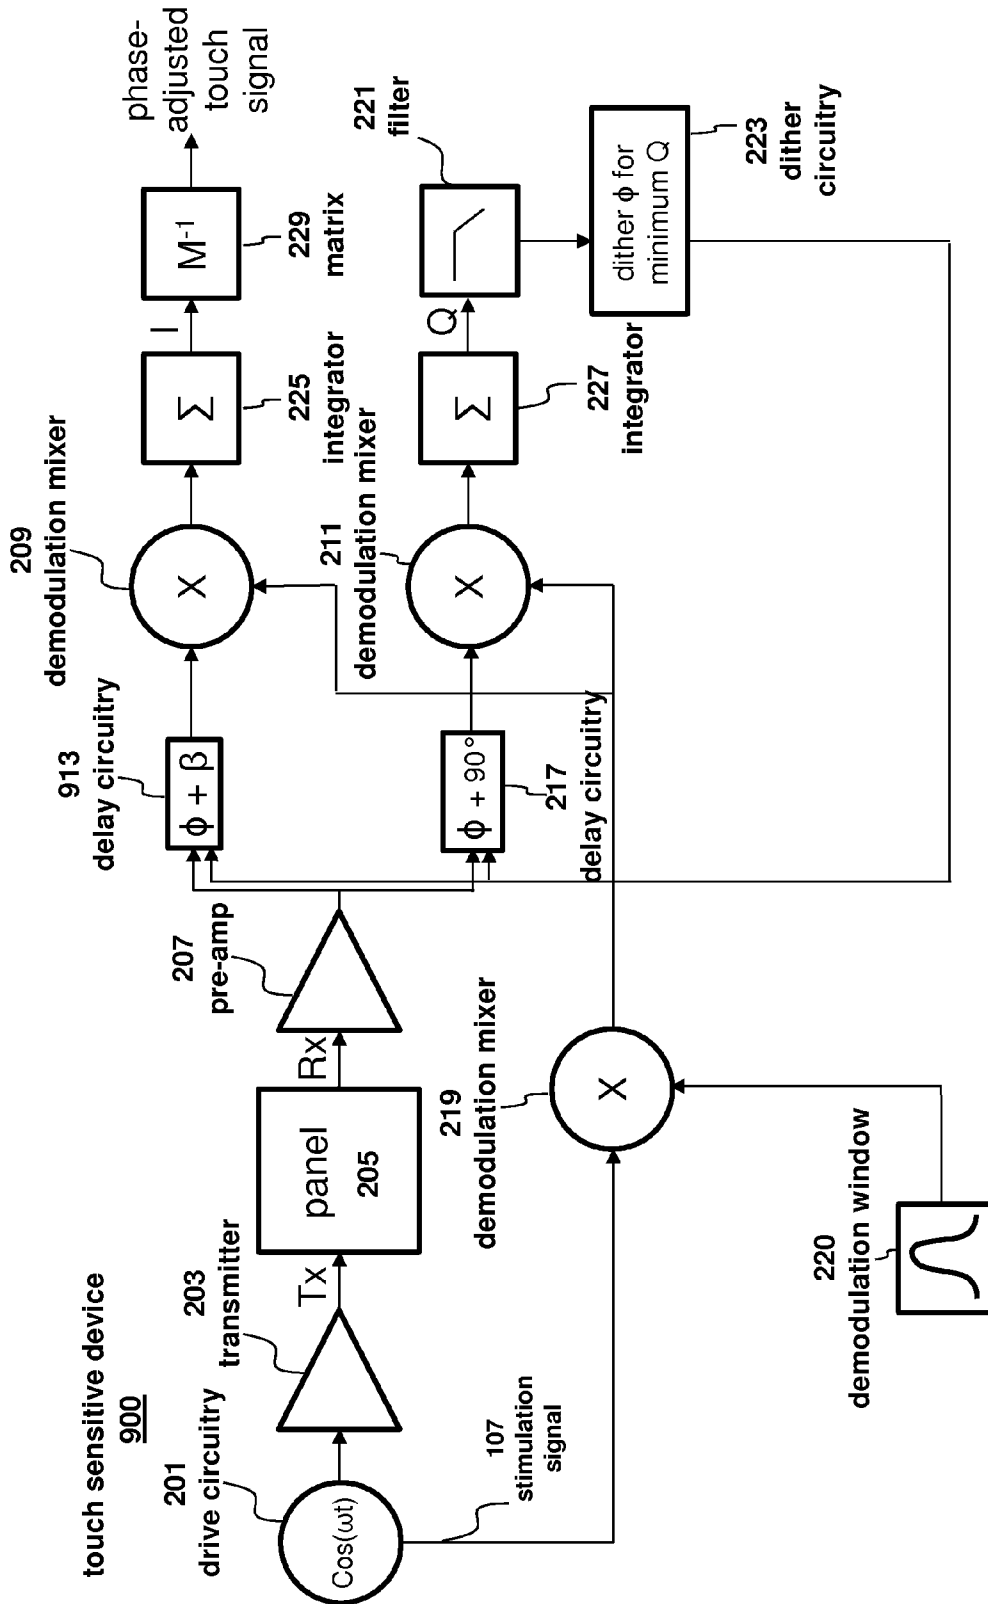 touch sensitive device
900
201
drive circuitry
Cos(ωt)
203
transmitter
Tx
panel
205
Rx
207
pre-amp
913
delay circuitry
ϕ + β
209
demodulation mixer
X
Σ
225
integrator
I
M-1
229
matrix
phase-
adjusted
touch
signal
ϕ + 90°
217
delay circuitry
211
demodulation mixer
X
Σ
227
integrator
Q
221
filter
dither ϕ for
minimum Q
223
dither
circuitry
107
stimulation
signal
219
demodulation mixer
X
220
demodulation window